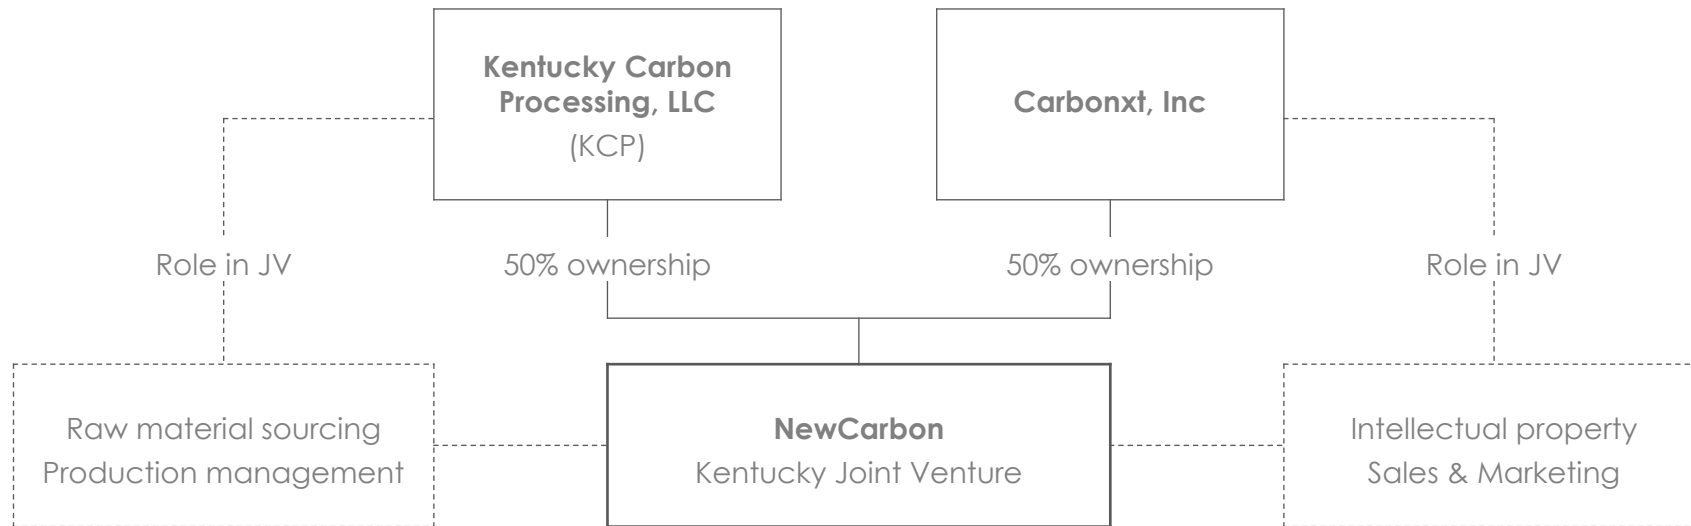 Kentucky Carbon
Processing, LLC
(KCP)
Carbonxt, Inc
Role in JV
50% ownership
50% ownership
Role in JV
Raw material sourcing
Production management
NewCarbon
Kentucky Joint Venture
Intellectual property
Sales & Marketing